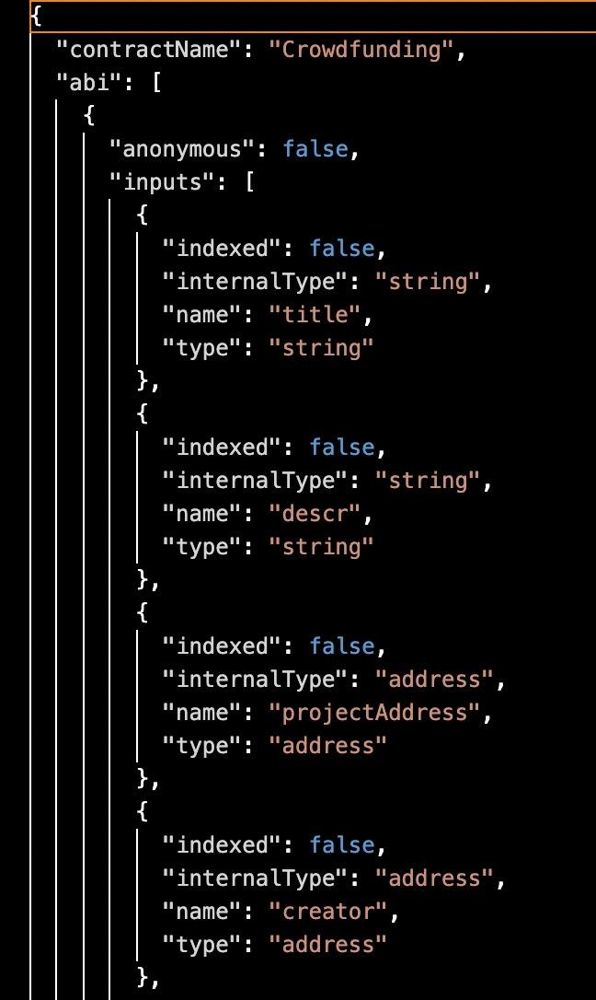 {
  "contractName": "Crowdfunding",
  "abi": [
    {
      "anonymous": false,
      "inputs": [
        {
          "indexed": false,
          "internalType": "string",
          "name": "title",
          "type": "string"
        },
        {
          "indexed": false,
          "internalType": "string",
          "name": "descr",
          "type": "string"
        },
        {
          "indexed": false,
          "internalType": "address",
          "name": "projectAddress",
          "type": "address"
        },
        {
          "indexed": false,
          "internalType": "address",
          "name": "creator",
          "type": "address"
        },